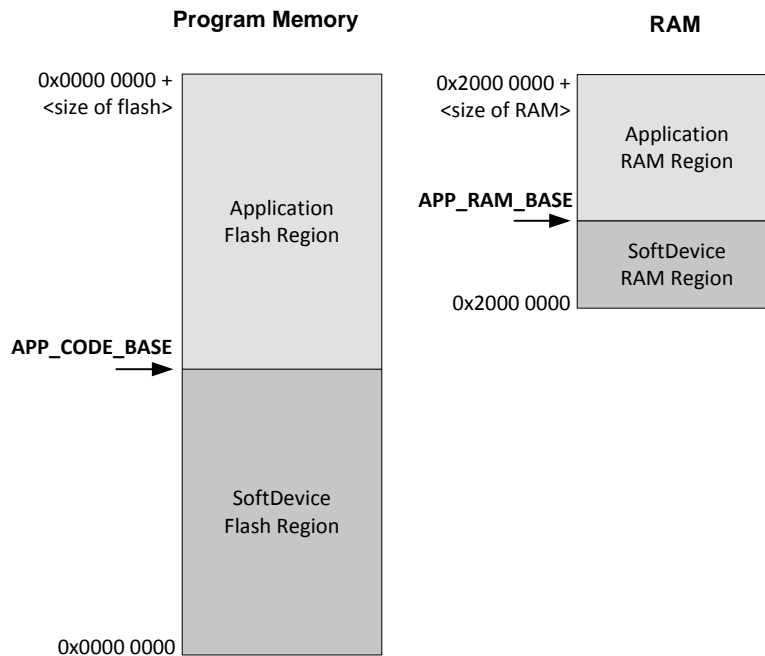 Program Memory
0x0000 0000 +
<size of flash>
Application
Flash Region
APP_CODE_BASE
SoftDevice
Flash Region
0x0000 0000
RAM
0x2000 0000 +
<size of RAM>
Application
RAM Region
APP_RAM_BASE
SoftDevice
RAM Region
0x2000 0000